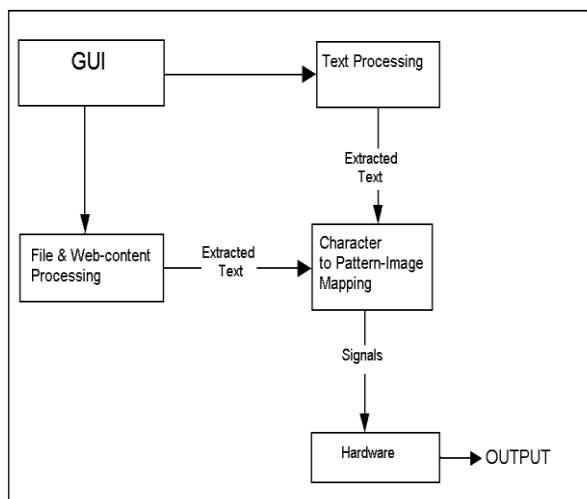 GUI
Text Processing
Extracted
Text
File & Web-content
Processing
Extracted
Text
Character
to Pattern-Image
Mapping
Signals
Hardware
OUTPUT